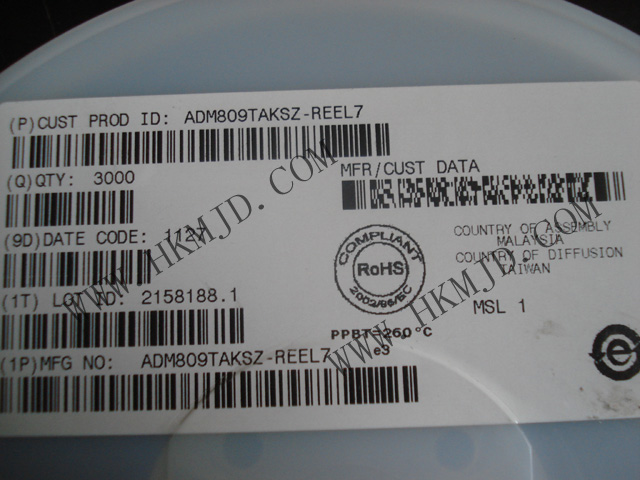 (P)CUST PROD ID: ADM809TAKSZ-REEL7
(Q)QTY: 3000
MFR/CUST DATA
(9D)DATE CODE:
COMPLIANT
RoHS
2002/95/EC
COUNTRY OF ASSEMBLY
MALAYSIA
COUNTRY OF DIFFUSION
TAIWAN
(1T) LOT ID: 2158188.1
MSL 1
PPBT=260 °C
e3
(1P)MFG NO: ADM809TAKSZ-REEL7
e
WWW.HKMJD.COM
WWW.HKMJD.COM